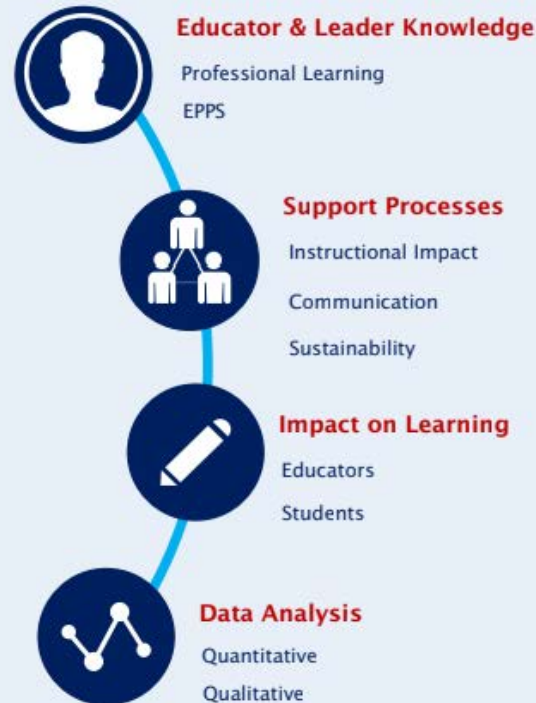 Educator & Leader Knowledge
Professional Learning
EPPS
Support Processes
Instructional Impact
Communication
Sustainability
Impact on Learning
Educators
Students
Data Analysis
Quantitative
Qualitative